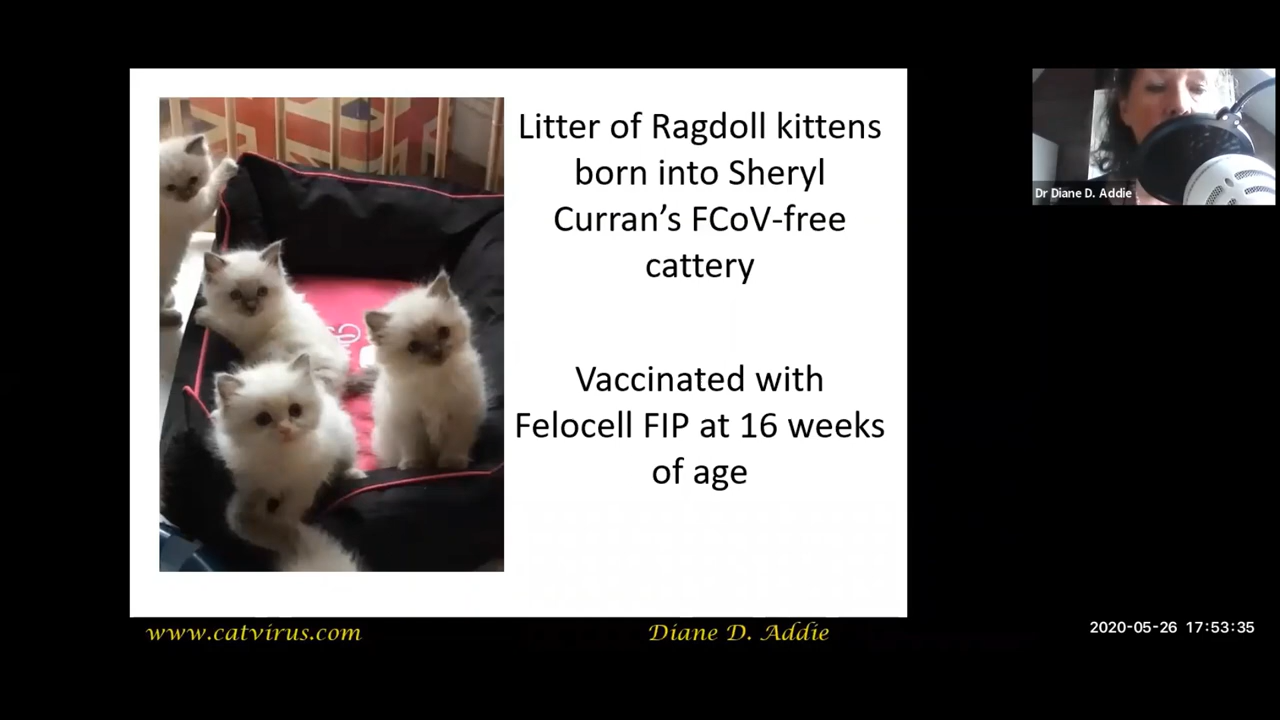 Litter of Ragdoll kittens
born into Sheryl
Curran's FCoV-free
cattery
Vaccinated with
Felocell FIP at 16 weeks
of age
Dr Diane D. Addie
www.catvirus.com
Diane D. Addie
2020-05-26 17:53:35